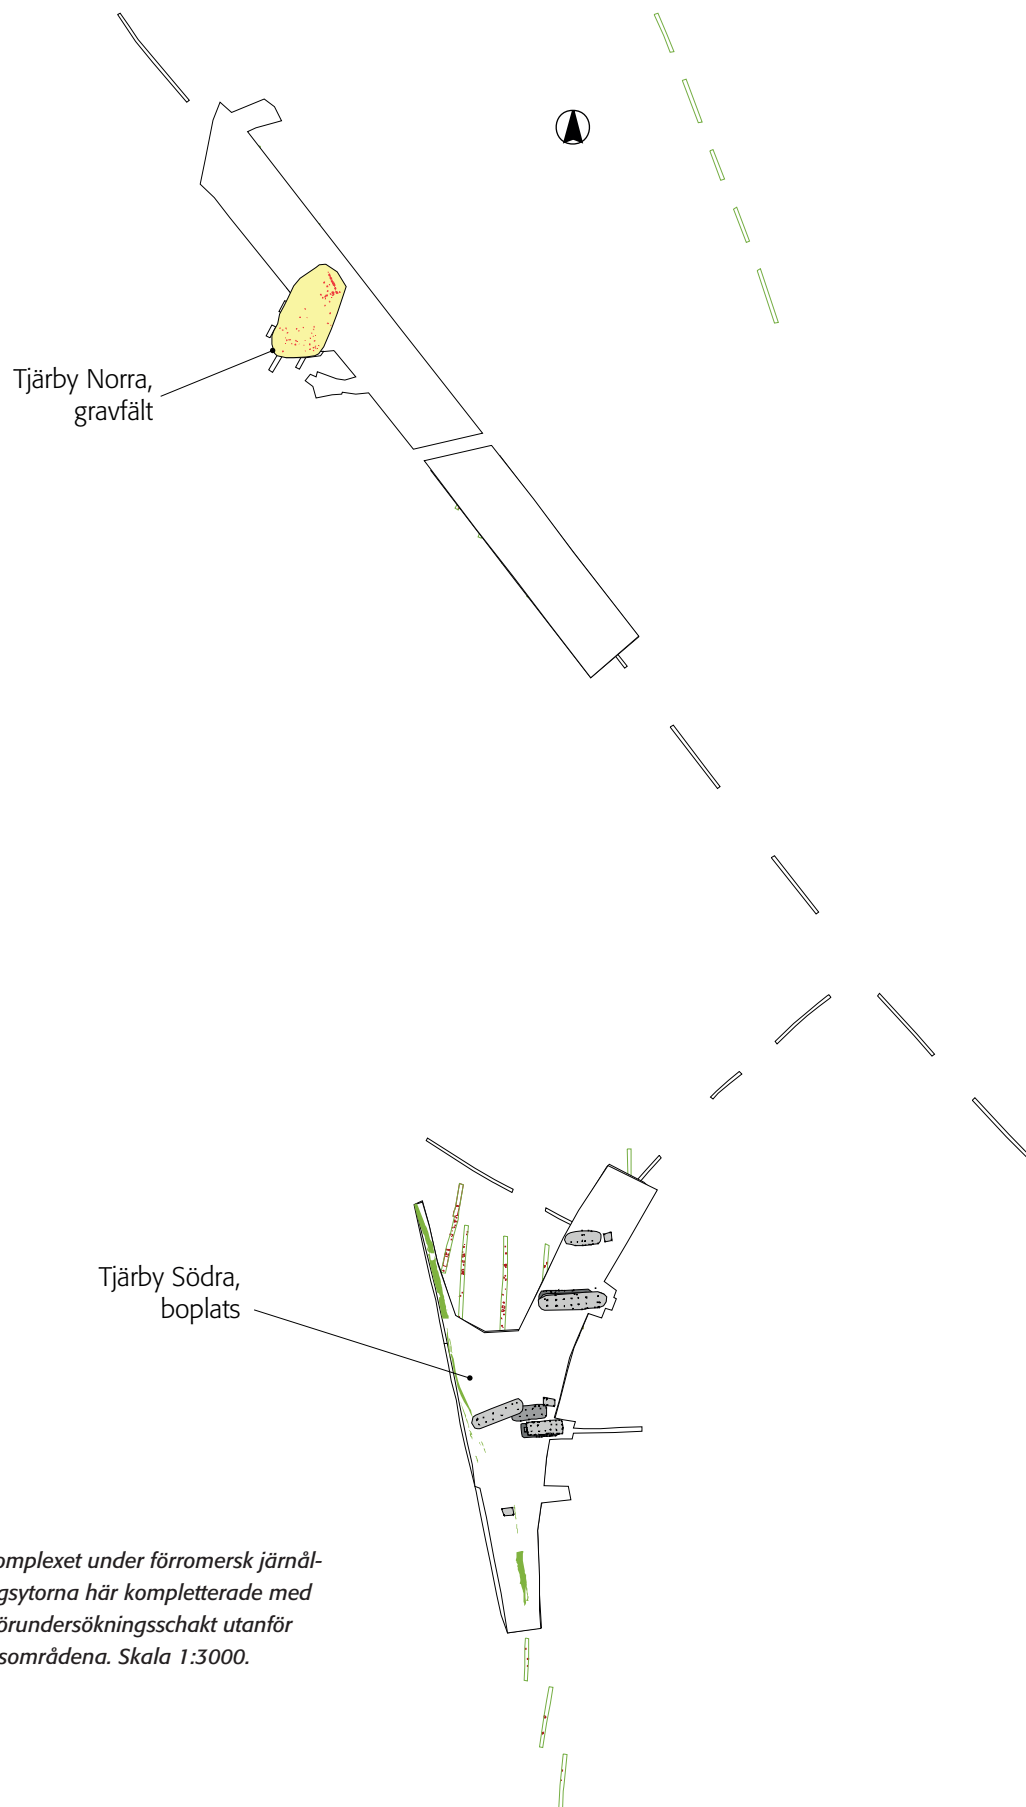 Tjärby Norra,
gravfält
Tjärby Södra,
boplats
omplexet under förromersk järnål-
gsytorna här kompletterade med
örundersökningsschakt utanför
sområdena. Skala 1:3000.